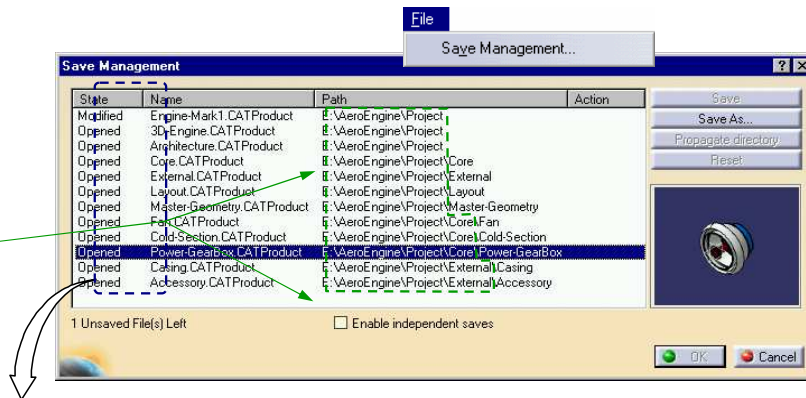 File
Save Management...
Save Management
State Name Path Action
Modified Engine-Mark1.CATProduct E:\AeroEngine\Project
Opened 3D-Engine.CATProduct E:\AeroEngine\Project
Opened Architecture.CATProduct E:\AeroEngine\Project
Opened Core.CATProduct E:\AeroEngine\Project\Core
Opened External.CATProduct E:\AeroEngine\Project\External
Opened Layout.CATProduct E:\AeroEngine\Project\Layout
Opened Master-Geometry.CATProduct E:\AeroEngine\Project\Master-Geometry
Opened Fan.CATProduct E:\AeroEngine\Project\Core\Fan
Opened Cold-Section.CATProduct E:\AeroEngine\Project\Core\Cold-Section
Opened Power-GearBox.CATProduct E:\AeroEngine\Project\Core\Power-GearBox
Opened Casing.CATProduct E:\AeroEngine\Project\External\Casing
Opened Accessory.CATProduct E:\AeroEngine\Project\External\Accessory
Save
Save As...
Propagate directory
Reset
1 Unsaved File(s) Left
Enable independent saves
OK
Cancel